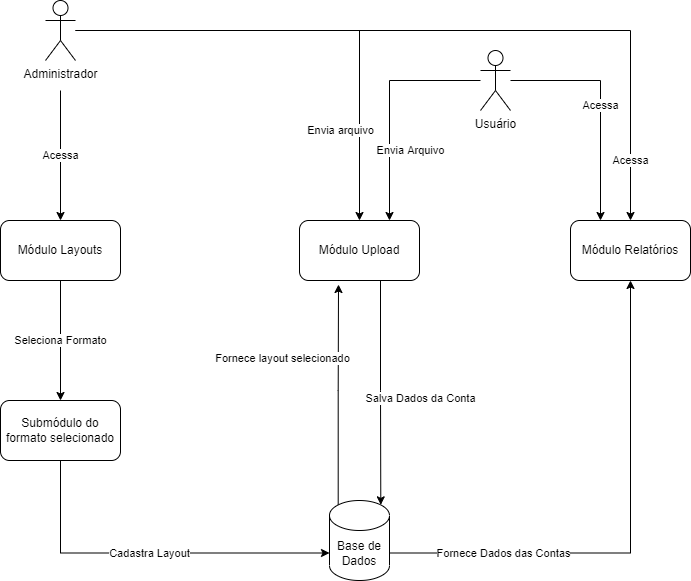 Administrador
Usuário
Acessa
Envia arquivo
Envia Arquivo
Acessa
Acessa
Módulo Layouts
Módulo Upload
Módulo Relatórios
Seleciona Formato
Fornece layout selecionado
Salva Dados da Conta
Submódulo do
formato selecionado
Cadastra Layout
Base de
Dados
Fornece Dados das Contas